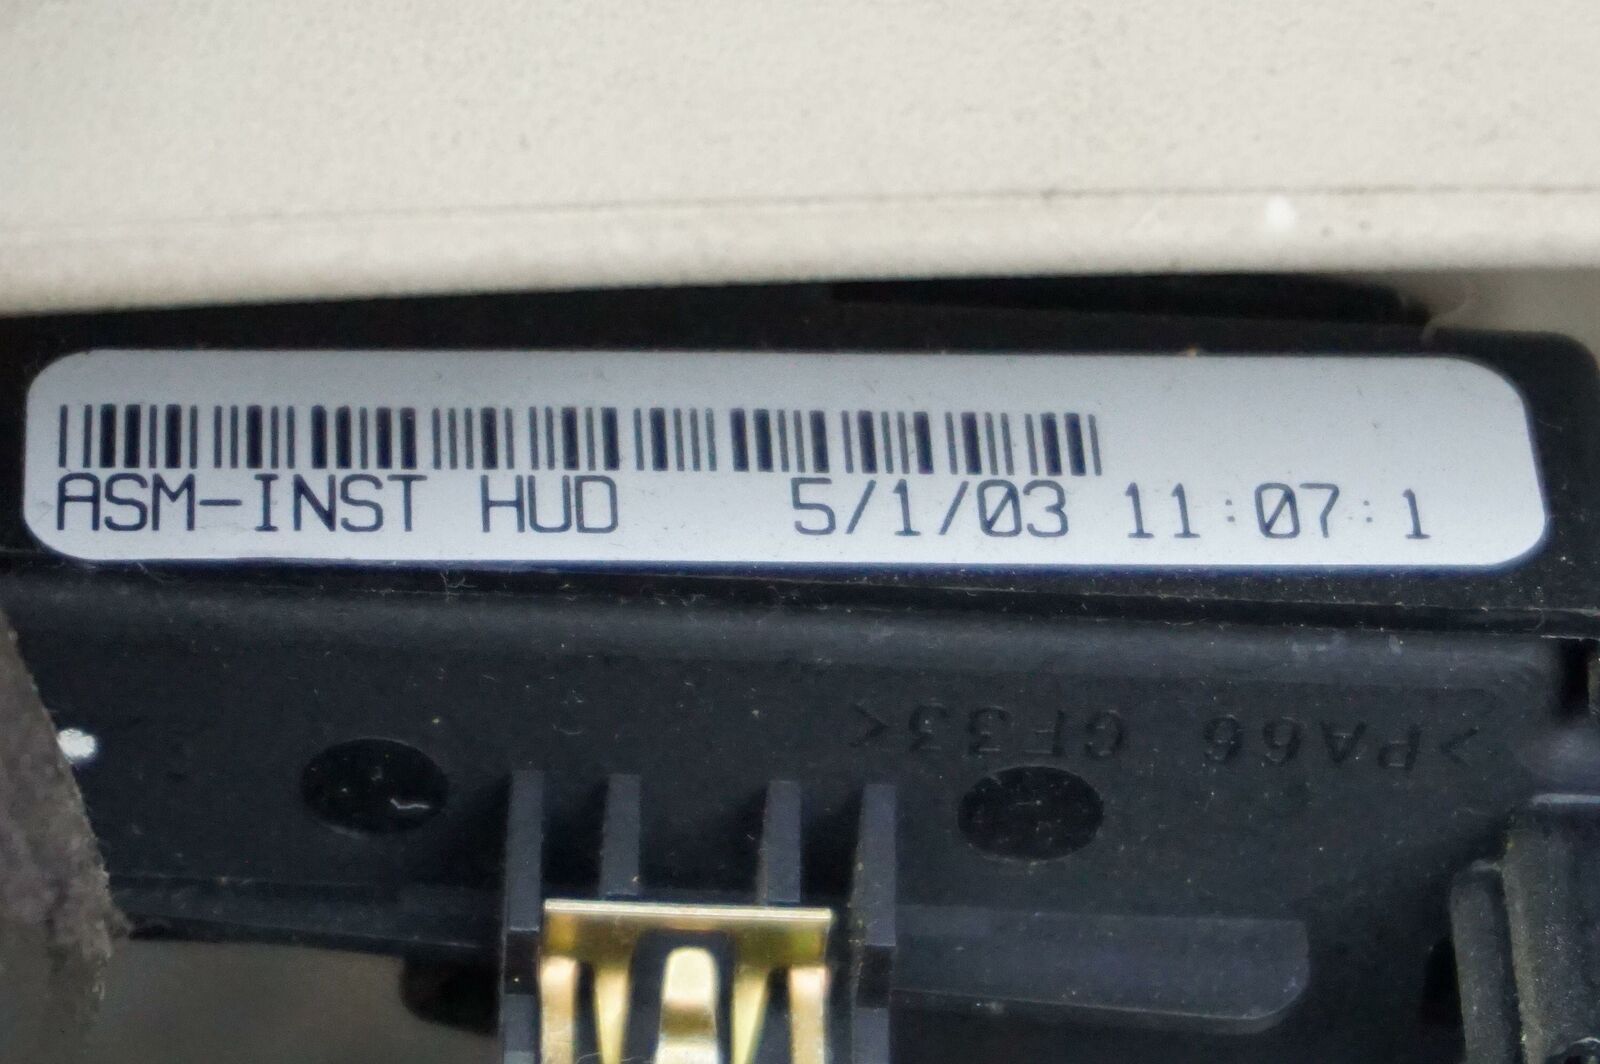 ASM-INST HUD 5/1/03 11:07:1
>PA66 GF33<